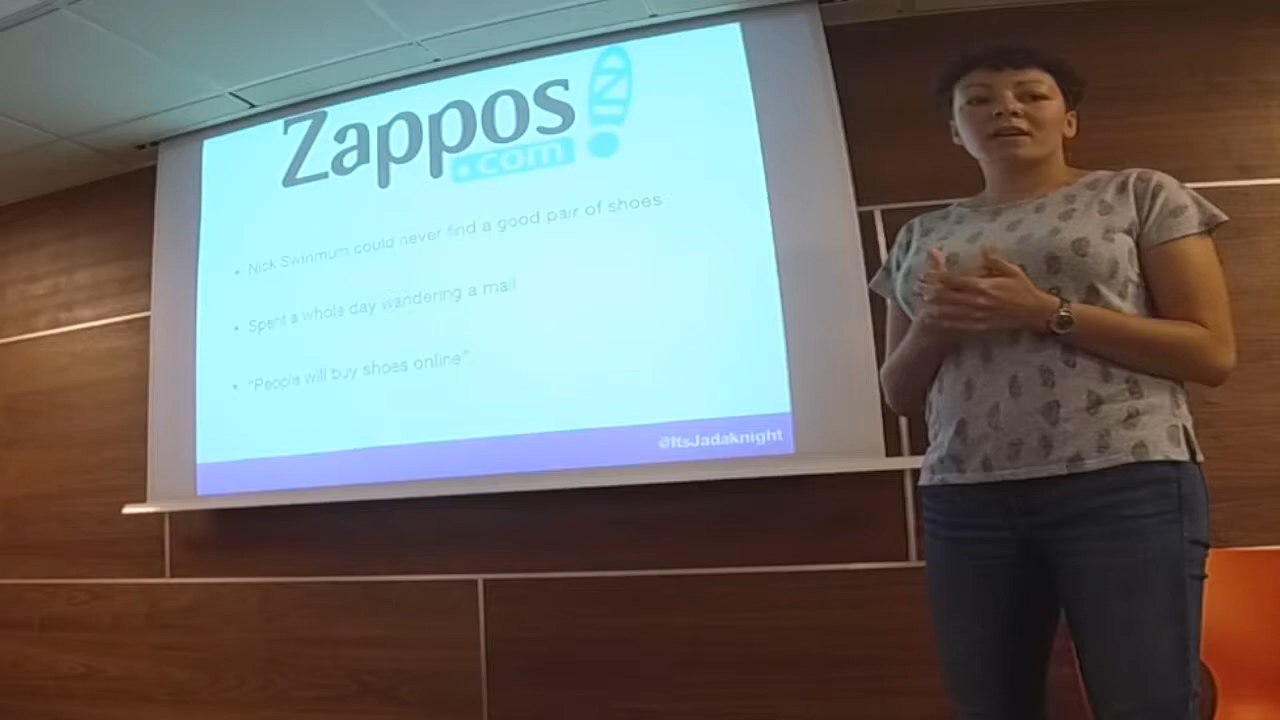 Zappos
.com
• Nick Swinmum could never find a good pair of shoes
• Spent a whole day wandering a mall
• "People will buy shoes online"
@ItsJadaknight